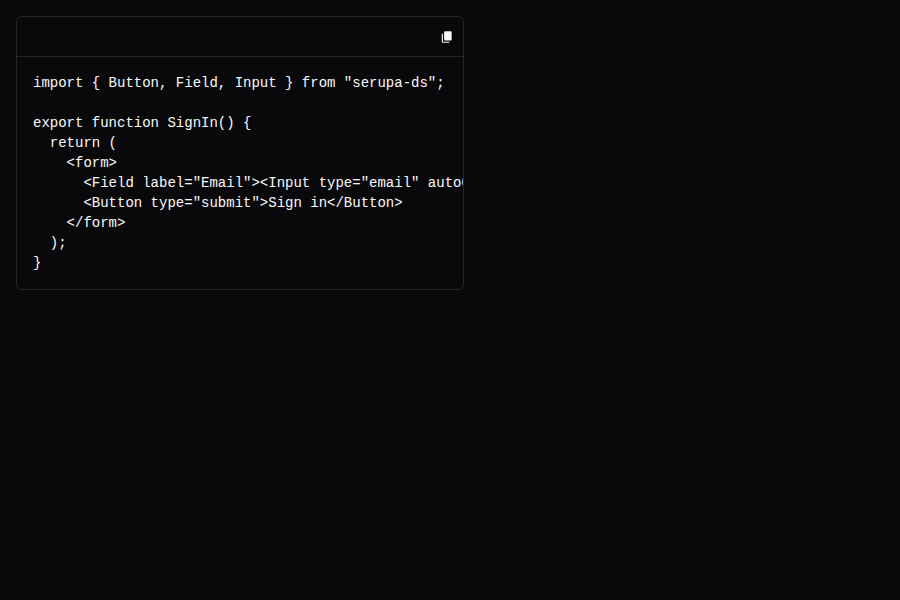 import { Button, Field, Input } from "serupa-ds";

export function SignIn() {
  return (
    <form>
      <Field label="Email"><Input type="email" auto
      <Button type="submit">Sign in</Button>
    </form>
  );
}